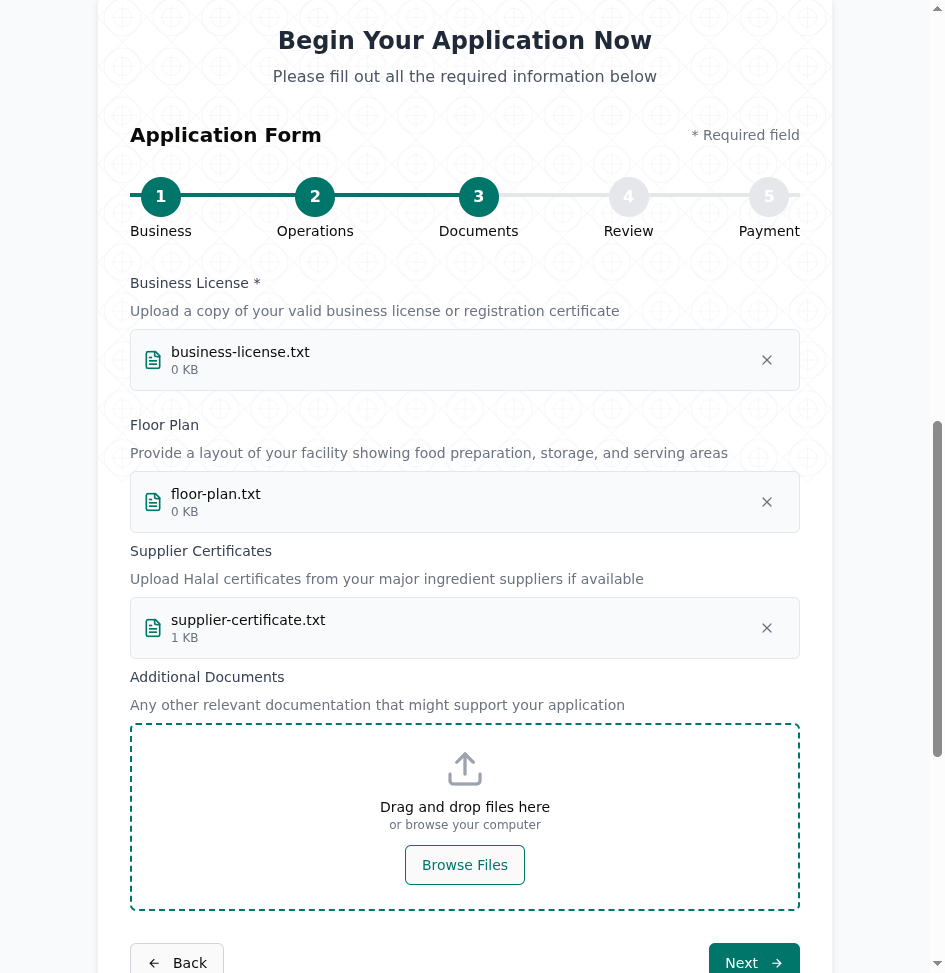 Begin Your Application Now
Please fill out all the required information below
Application Form
* Required field
1
2
3
4
5
Business
Operations
Documents
Review
Payment
Business License *
Upload a copy of your valid business license or registration certificate
business-license.txt
0 KB
Floor Plan
Provide a layout of your facility showing food preparation, storage, and serving areas
floor-plan.txt
0 KB
Supplier Certificates
Upload Halal certificates from your major ingredient suppliers if available
supplier-certificate.txt
1 KB
Additional Documents
Any other relevant documentation that might support your application
Drag and drop files here
or browse your computer
Browse Files
Back
Next